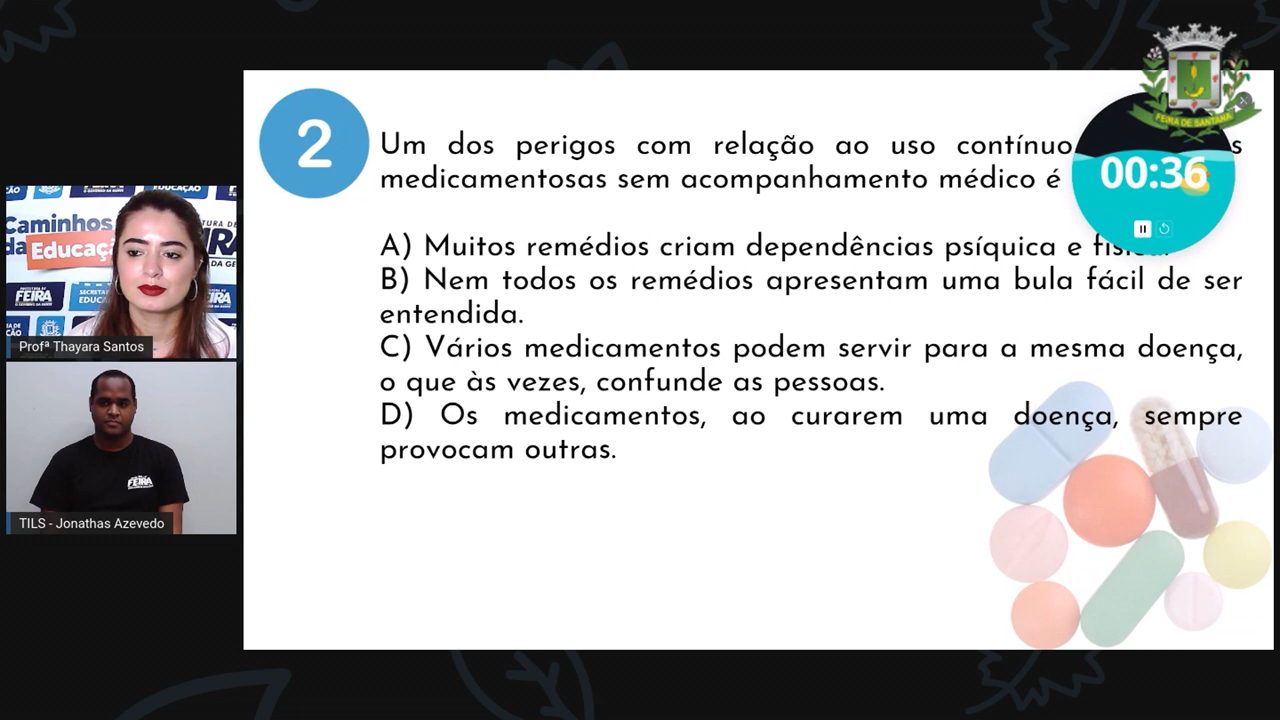 2
Um dos perigos com relação ao uso contínuo
medicamentosas sem acompanhamento médico é
00:36
A) Muitos remédios criam dependências psíquica e
B) Nem todos os remédios apresentam uma bula fácil de ser
entendida.
C) Vários medicamentos podem servir para a mesma doença,
o que às vezes, confunde as pessoas.
D) Os medicamentos, ao curarem uma doença, sempre
provocam outras.
FEIRA DE SANTANA
Caminhos
da Educaç
EDUCAÇÃO
FEIRA
Profª Thayara Santos
FEIRA
TILS - Jonathas Azevedo